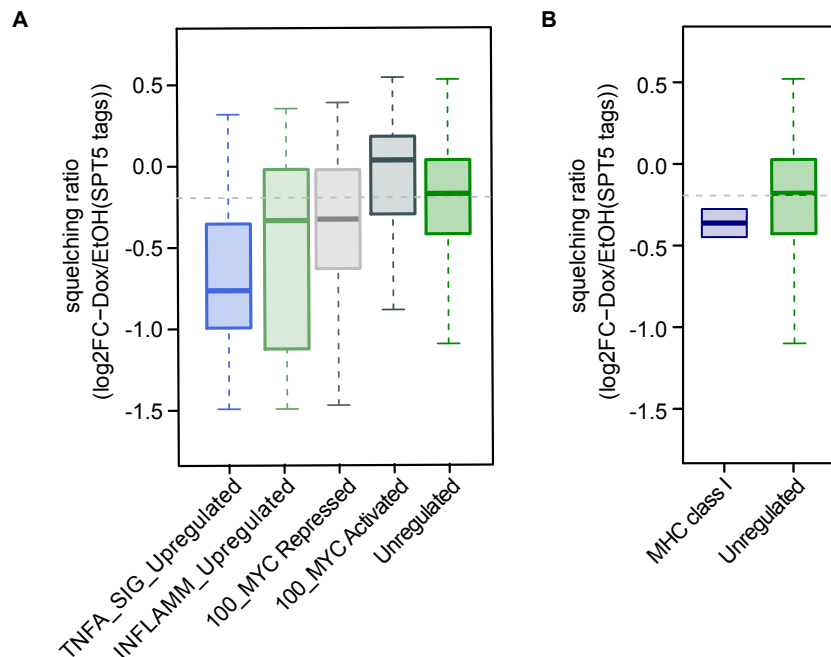 A
squelching ratio
(log2FC−Dox/EtOH(SPT5 tags))
0.5
0.0
-0.5
-1.0
-1.5
TNFA_SIG_Upregulated
INFLAMM_Upregulated
100_MYC Repressed
100_MYC Activated
Unregulated
B
squelching ratio
(log2FC−Dox/EtOH(SPT5 tags))
0.5
0.0
-0.5
-1.0
-1.5
MHC class I
Unregulated